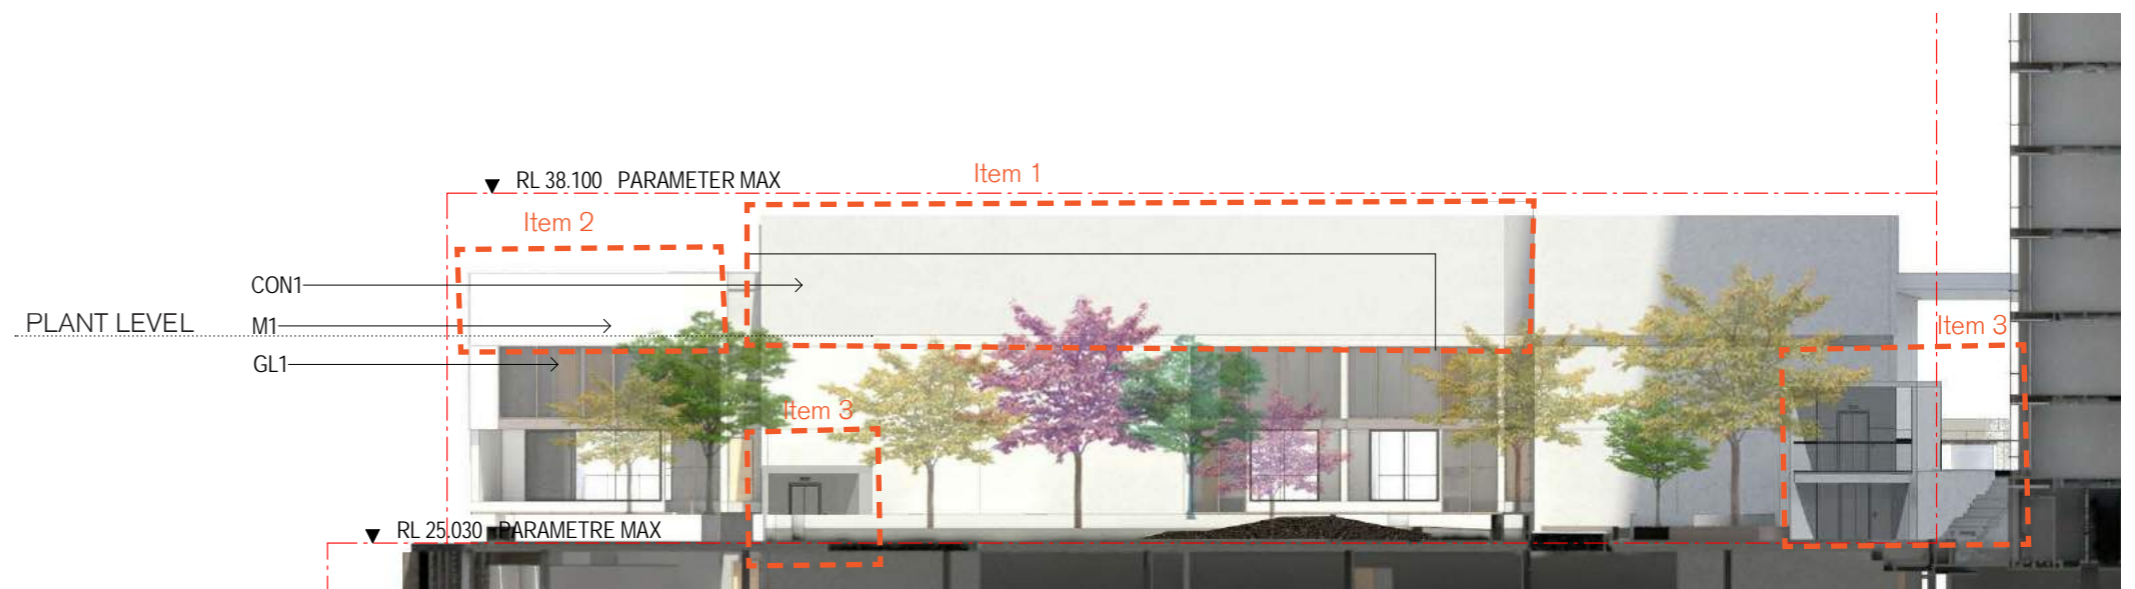 Item 1
RL 38.100 PARAMETER MAX
Item 2
CON1
PLANT LEVEL
M1
Item 3
GL1
Item 3
RL 25.030 PARAMETRE MAX